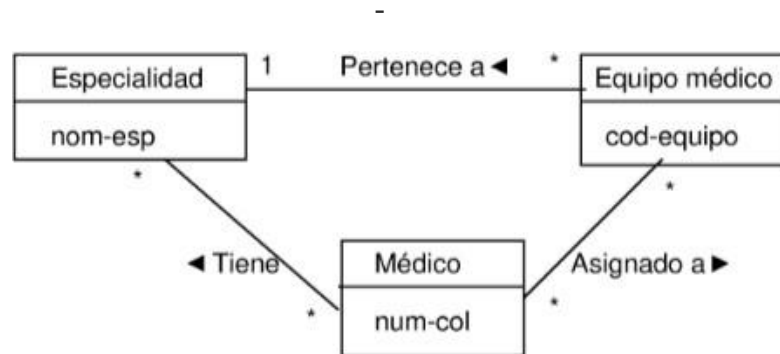 -
Especialidad
1
Pertenece a ◄
*
Equipo médico
nom-esp
cod-equipo
*
*
◄ Tiene
Médico
Asignado a ►
*
num-col
*